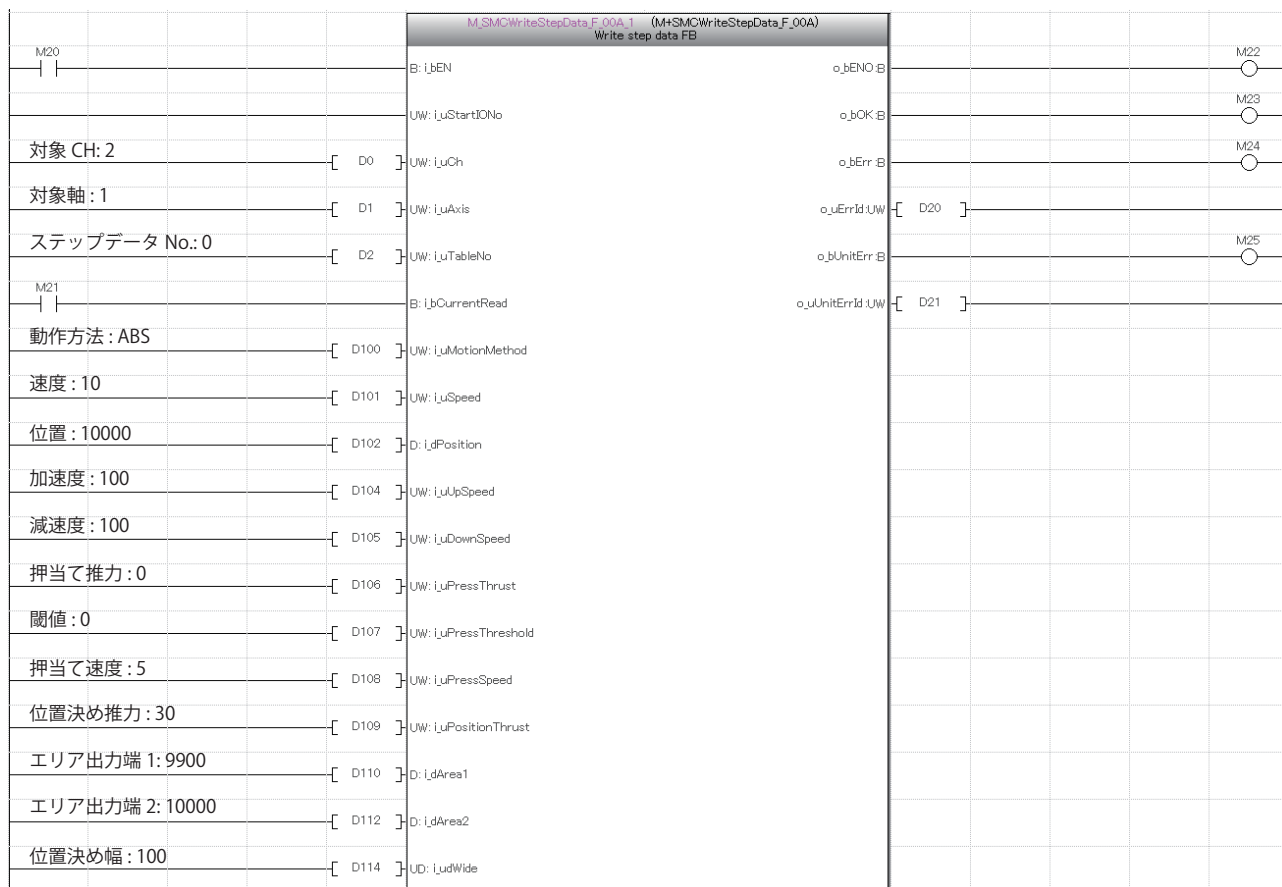 M_SMCWriteStepData_F_00A_1 (M+SMCWriteStepData_F_00A)
Write step data FB
M20
B: i_bEN
o_bENO:B
M22
UW: i_uStartIONo
o_bOK:B
M23
対象 CH: 2
D0
UW: i_uCh
o_bErr:B
M24
対象軸 : 1
D1
UW: i_uAxis
o_uErrId:UW
D20
ステップデータ No.: 0
D2
UW: i_uTableNo
o_bUnitErr:B
M25
M21
B: i_bCurrentRead
o_uUnitErrId:UW
D21
動作方法 : ABS
D100
UW: i_uMotionMethod
速度 : 10
D101
UW: i_uSpeed
位置 : 10000
D102
D: i_dPosition
加速度 : 100
D104
UW: i_uUpSpeed
減速度 : 100
D105
UW: i_uDownSpeed
押当て推力 : 0
D106
UW: i_uPressThrust
閾値 : 0
D107
UW: i_uPressThreshold
押当て速度 : 5
D108
UW: i_uPressSpeed
位置決め推力 : 30
D109
UW: i_uPositionThrust
エリア出力端 1: 9900
D110
D: i_dArea1
エリア出力端 2: 10000
D112
D: i_dArea2
位置決め幅 : 100
D114
UD: i_udWide